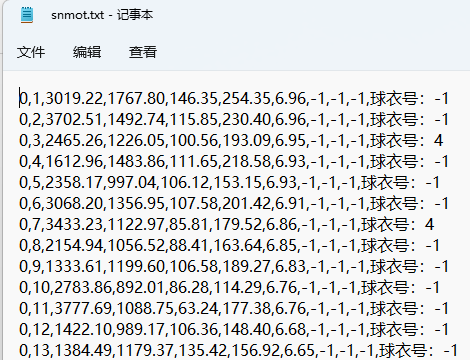 snmot.txt - 记事本
文件 编辑 查看
0,1,3019.22,1767.80,146.35,254.35,6.96,-1,-1,-1,球衣号：-1
0,2,3702.51,1492.74,115.85,230.40,6.96,-1,-1,-1,球衣号：-1
0,3,2465.26,1226.05,100.56,193.09,6.95,-1,-1,-1,球衣号：4
0,4,1612.96,1483.86,111.65,218.58,6.93,-1,-1,-1,球衣号：-1
0,5,2358.17,997.04,106.12,153.15,6.93,-1,-1,-1,球衣号：-1
0,6,3068.20,1356.95,107.58,201.42,6.91,-1,-1,-1,球衣号：-1
0,7,3433.23,1122.97,85.81,179.52,6.86,-1,-1,-1,球衣号：4
0,8,2154.94,1056.52,88.41,163.64,6.85,-1,-1,-1,球衣号：-1
0,9,1333.61,1199.60,106.58,189.27,6.83,-1,-1,-1,球衣号：-1
0,10,2783.86,892.01,86.28,114.29,6.76,-1,-1,-1,球衣号：-1
0,11,3777.69,1088.75,63.24,177.38,6.76,-1,-1,-1,球衣号：-1
0,12,1422.10,989.17,106.36,148.40,6.68,-1,-1,-1,球衣号：-1
0,13,1384.49,1179.37,135.42,156.92,6.65,-1,-1,-1,球衣号：-1